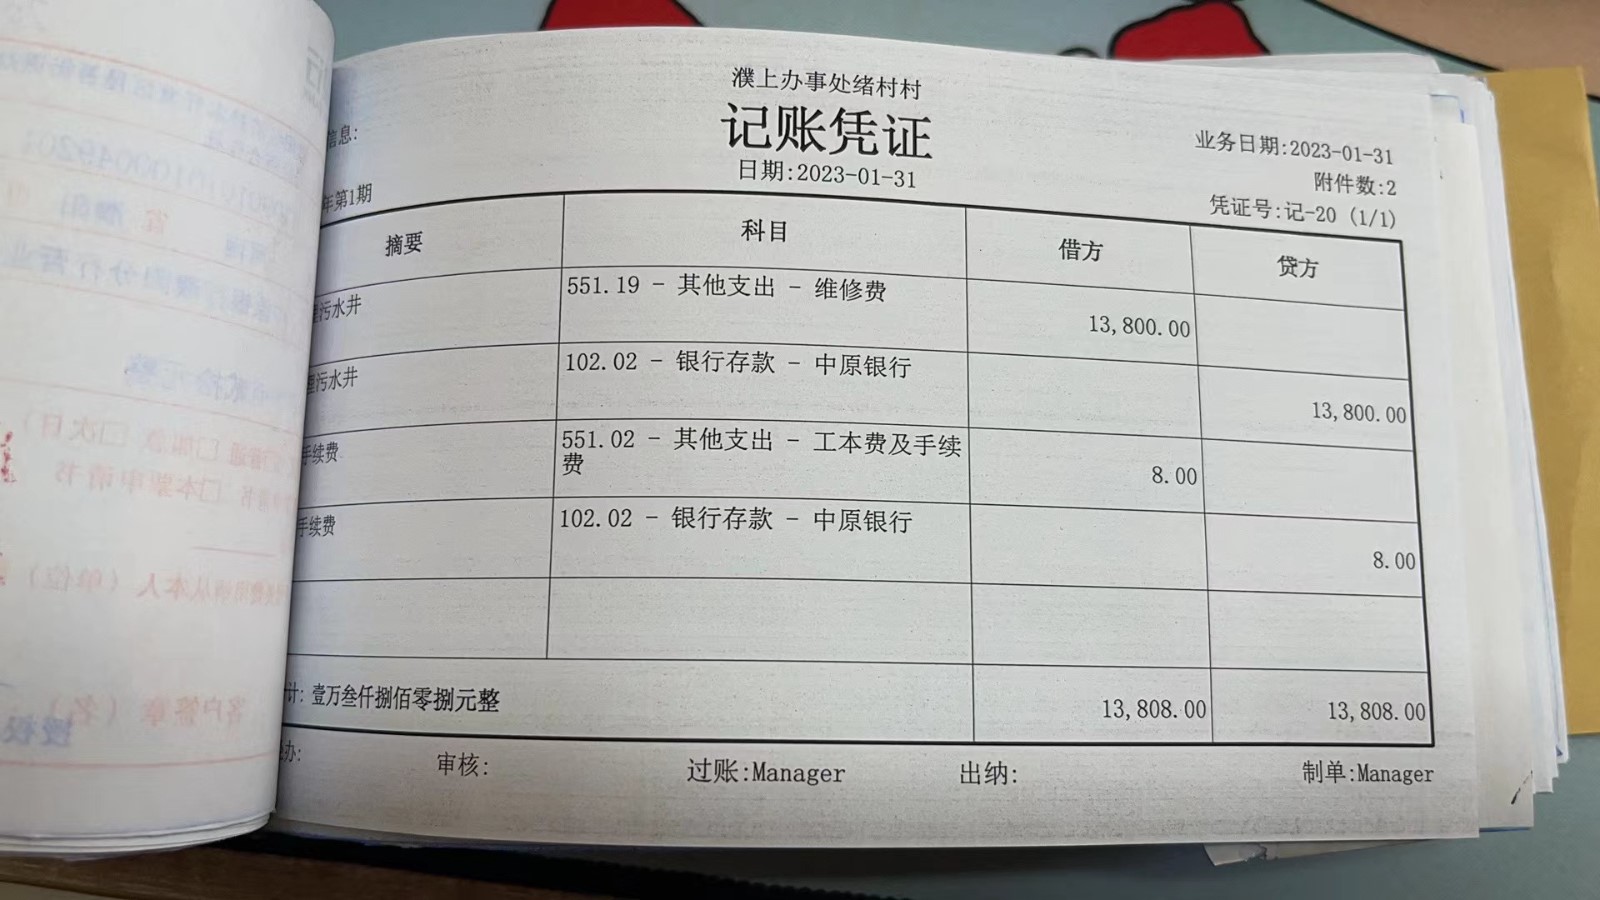 濮上办事处绪村村
记账凭证
日期:2023-01-31
信息:
业务日期:2023-01-31
附件数:2
年第1期
凭证号:记-20 (1/1)
摘要 科目 借方 贷方
污水井 551.19 - 其他支出 - 维修费 13,800.00
污水井 102.02 - 银行存款 - 中原银行 13,800.00
手续费 551.02 - 其他支出 - 工本费及手续
费 8.00
手续费 102.02 - 银行存款 - 中原银行 8.00
计: 壹万叁仟捌佰零捌元整 13,808.00 13,808.00
办: 审核: 过账:Manager 出纳: 制单:Manager